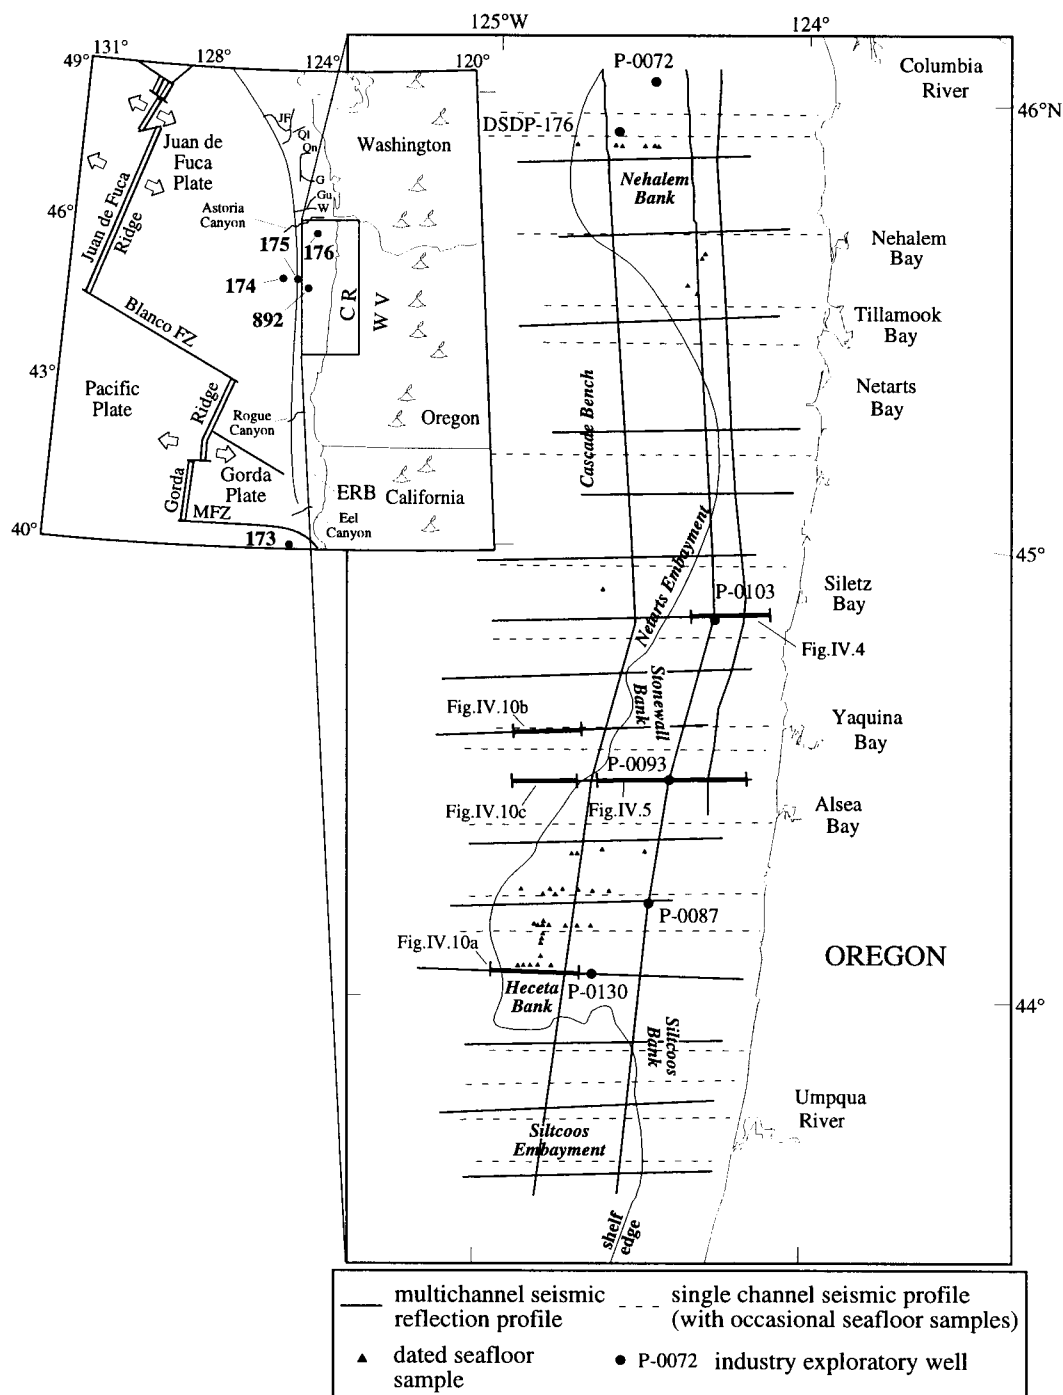 125°W
124°
P-0072
Columbia
River
46°N
DSDP-176
Nehalem
Bank
Nehalem
Bay
Tillamook
Bay
Netarts
Bay
Cascade Bench
45°
Netarts Embayment
P-0103
Siletz
Bay
Fig.IV.4
Stonewall
Bank
Fig.IV.10b
Yaquina
Bay
P-0093
Fig.IV.10c
Fig.IV.5
Alsea
Bay
P-0087
Fig.IV.10a
OREGON
Heceta
Bank
P-0130
44°
Siltcoos
Bank
Umpqua
River
Siltcoos
Embayment
shelf
edge
131°
128°
124°
120°
49°
JF
Ql
Qn
G
Gu
W
Juan de
Fuca
Plate
Washington
46°
Juan de Fuca
Ridge
Astoria
Canyon
175
176
174
892
C R
W V
Blanco FZ
43°
Pacific
Plate
Ridge
Rogue
Canyon
Oregon
Gorda
Gorda
Plate
ERB
California
MFZ
Eel
Canyon
40°
173
multichannel seismic
reflection profile
single channel seismic profile
(with occasional seafloor samples)
dated seafloor
sample
P-0072 industry exploratory well